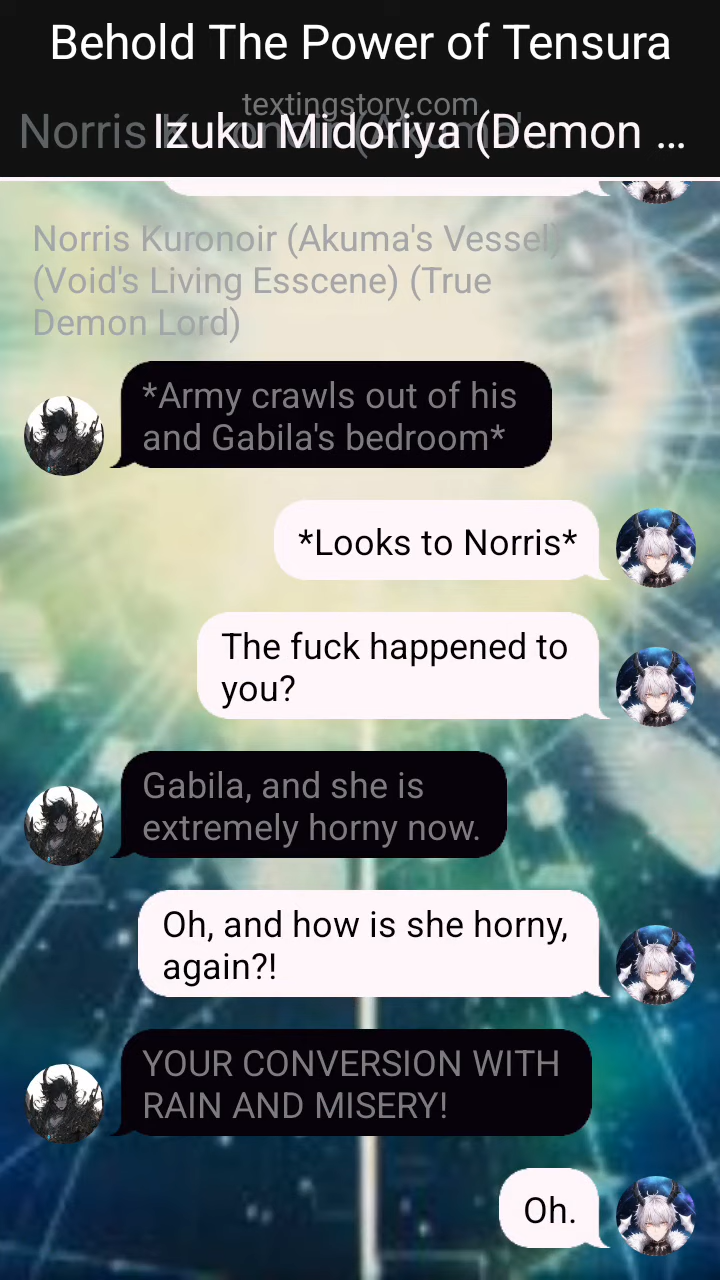 Behold The Power of Tensura
textingstory.com
Norris Kuronoir (Akuma'...
Izuku Midoriya (Demon ...
Norris Kuronoir (Akuma's Vessel)
(Void's Living Esscene) (True
Demon Lord)
*Army crawls out of his
and Gabila's bedroom*
*Looks to Norris*
The fuck happened to
you?
Gabila, and she is
extremely horny now.
Oh, and how is she horny,
again?!
YOUR CONVERSION WITH
RAIN AND MISERY!
Oh.